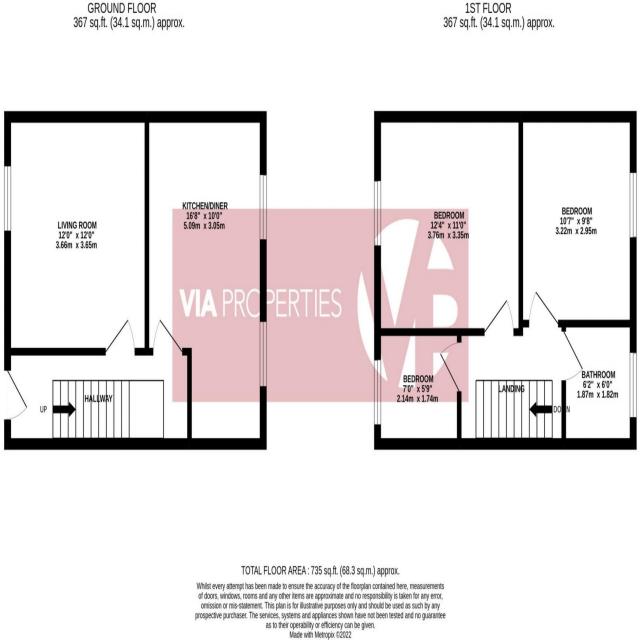 GROUND FLOOR
367 sq.ft. (34.1 sq.m.) approx.
1ST FLOOR
367 sq.ft. (34.1 sq.m.) approx.
LIVING ROOM
12'0" x 12'0"
3.66m x 3.65m
KITCHEN/DINER
16'8" x 10'0"
5.09m x 3.05m
HALLWAY
UP
VIA PROPERTIES
BEDROOM
12'4" x 11'0"
3.76m x 3.35m
BEDROOM
10'7" x 9'8"
3.22m x 2.95m
BEDROOM
7'0" x 5'9"
2.14m x 1.74m
LANDING
DOWN
BATHROOM
6'2" x 6'0"
1.87m x 1.82m
TOTAL FLOOR AREA : 735 sq.ft. (68.3 sq.m.) approx.
Whilst every attempt has been made to ensure the accuracy of the floorplan contained here, measurements
of doors, windows, rooms and any other items are approximate and no responsibility is taken for any error,
omission or mis-statement. This plan is for illustrative purposes only and should be used as such by any
prospective purchaser. The services, systems and appliances shown have not been tested and no guarantee
as to their operability or efficiency can be given.
Made with Metropix ©2022